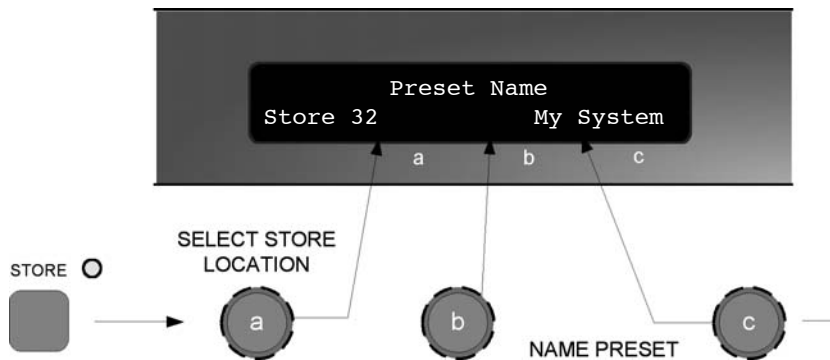 Preset Name
Store 32 My System
a b c
SELECT STORE
LOCATION
STORE
a b c
NAME PRESET